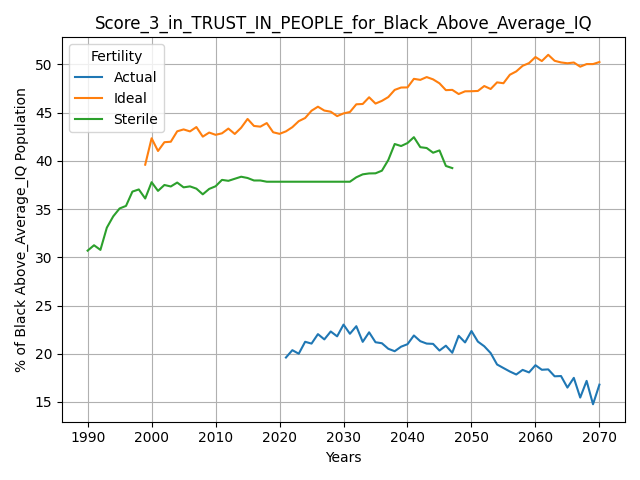 Score_3_in_TRUST_IN_PEOPLE_for_Black_Above_Average_IQ
% of Black Above_Average_IQ Population
50
45
40
35
30
25
20
15
Fertility
Actual
Ideal
Sterile
1990 2000 2010 2020 2030 2040 2050 2060 2070
Years